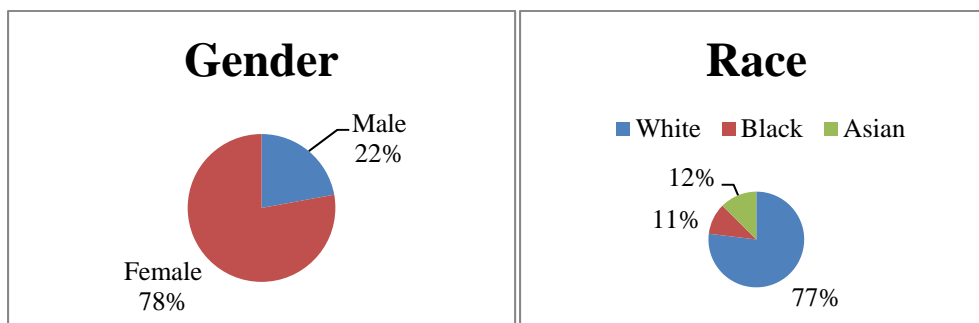 Gender
Male
22%
Female
78%
Race
White Black Asian
12%
11%
77%